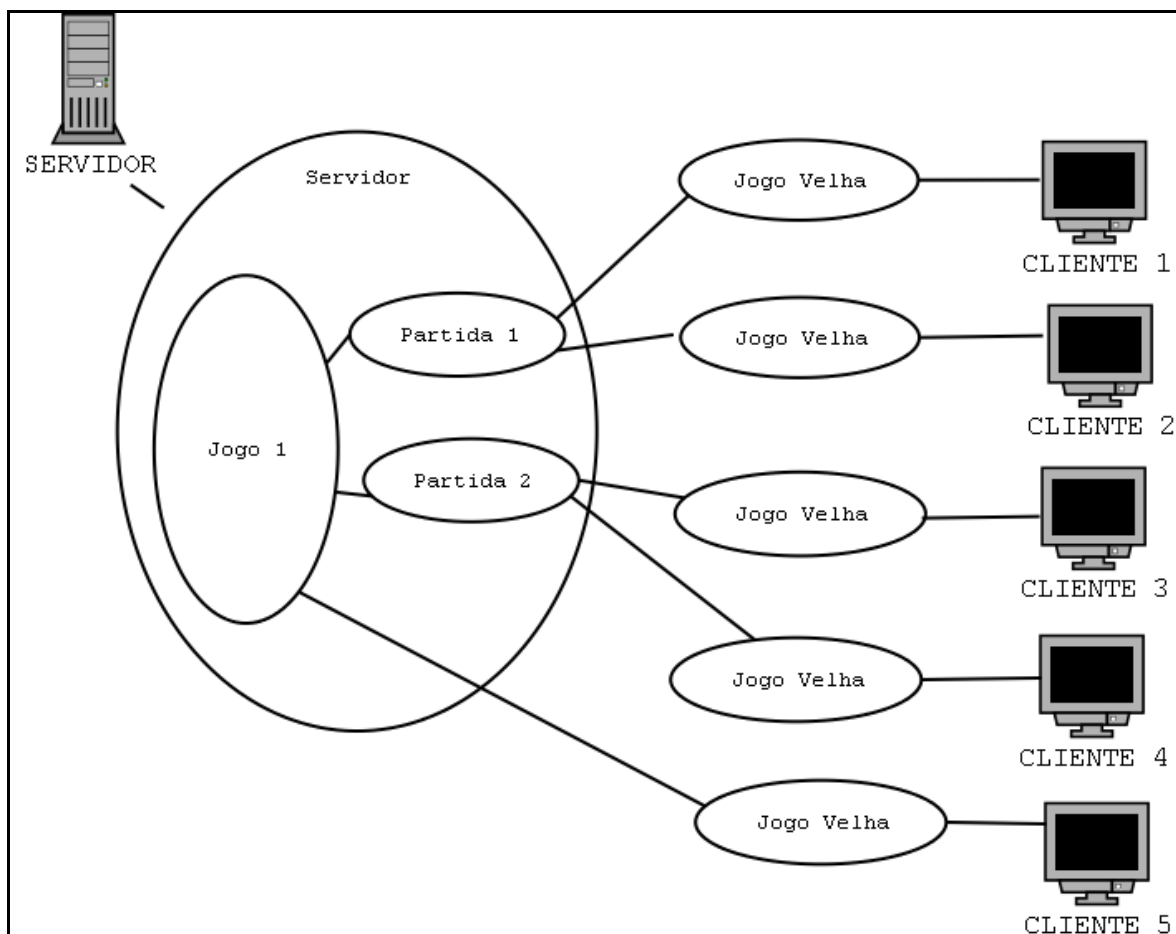 SERVIDOR
Servidor
Jogo 1
Partida 1
Partida 2
Jogo Velha
CLIENTE 1
Jogo Velha
CLIENTE 2
Jogo Velha
CLIENTE 3
Jogo Velha
CLIENTE 4
Jogo Velha
CLIENTE 5